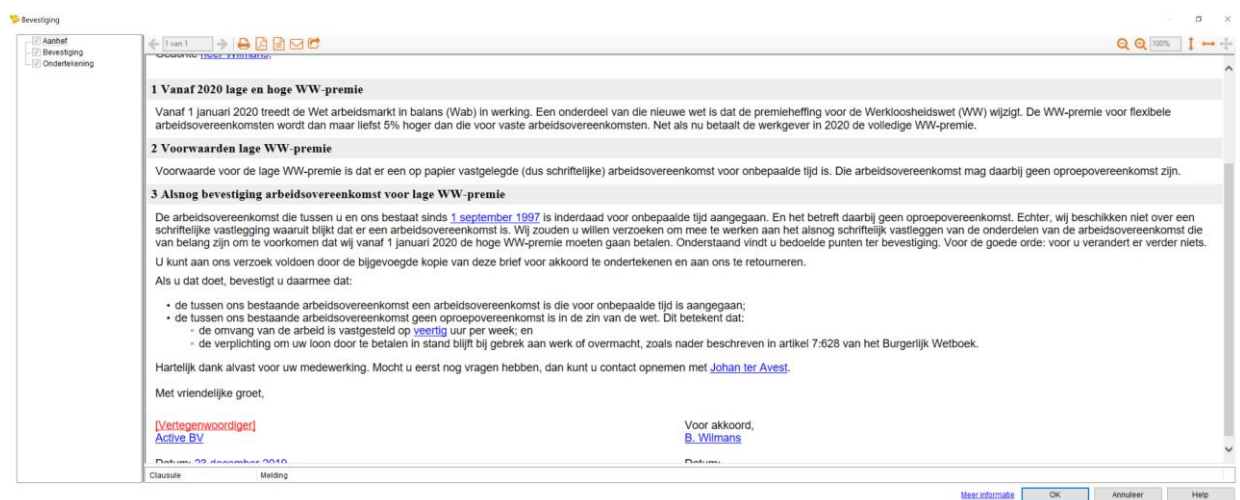 Bevestiging
Aanhef
Bevestiging
Ondertekening
1 van 1
100%
Geachte heer Wilmans,
1 Vanaf 2020 lage en hoge WW-premie
Vanaf 1 januari 2020 treedt de Wet arbeidsmarkt in balans (Wab) in werking. Een onderdeel van die nieuwe wet is dat de premieheffing voor de Werkloosheidswet (WW) wijzigt. De WW-premie voor flexibele
arbeidsovereenkomsten wordt dan maar liefst 5% hoger dan die voor vaste arbeidsovereenkomsten. Net als nu betaalt de werkgever in 2020 de volledige WW-premie.
2 Voorwaarden lage WW-premie
Voorwaarde voor de lage WW-premie is dat er een op papier vastgelegde (dus schriftelijke) arbeidsovereenkomst voor onbepaalde tijd is. Die arbeidsovereenkomst mag daarbij geen oproepovereenkomst zijn.
3 Alsnog bevestiging arbeidsovereenkomst voor lage WW-premie
De arbeidsovereenkomst die tussen u en ons bestaat sinds 1 september 1997 is inderdaad voor onbepaalde tijd aangegaan. En het betreft daarbij geen oproepovereenkomst. Echter, wij beschikken niet over een
schriftelijke vastlegging waaruit blijkt dat er een arbeidsovereenkomst is. Wij zouden u willen verzoeken om mee te werken aan het alsnog schriftelijk vastleggen van de onderdelen van de arbeidsovereenkomst die
van belang zijn om te voorkomen dat wij vanaf 1 januari 2020 de hoge WW-premie moeten gaan betalen. Onderstaand vindt u bedoelde punten ter bevestiging. Voor de goede orde: voor u verandert er verder niets.
U kunt aan ons verzoek voldoen door de bijgevoegde kopie van deze brief voor akkoord te ondertekenen en aan ons te retourneren.
Als u dat doet, bevestigt u daarmee dat:
• de tussen ons bestaande arbeidsovereenkomst een arbeidsovereenkomst is die voor onbepaalde tijd is aangegaan;
• de tussen ons bestaande arbeidsovereenkomst geen oproepovereenkomst is in de zin van de wet. Dit betekent dat:
◦ de omvang van de arbeid is vastgesteld op veertig uur per week; en
◦ de verplichting om uw loon door te betalen in stand blijft bij gebrek aan werk of overmacht, zoals nader beschreven in artikel 7:628 van het Burgerlijk Wetboek.
Hartelijk dank alvast voor uw medewerking. Mocht u eerst nog vragen hebben, dan kunt u contact opnemen met Johan ter Avest.
Met vriendelijke groet,
[Vertegenwoordiger] Voor akkoord,
Active BV B. Wilmans
Datum: 23 december 2019 Datum:
Clausule Melding
Meer informatie OK Annuleer Help